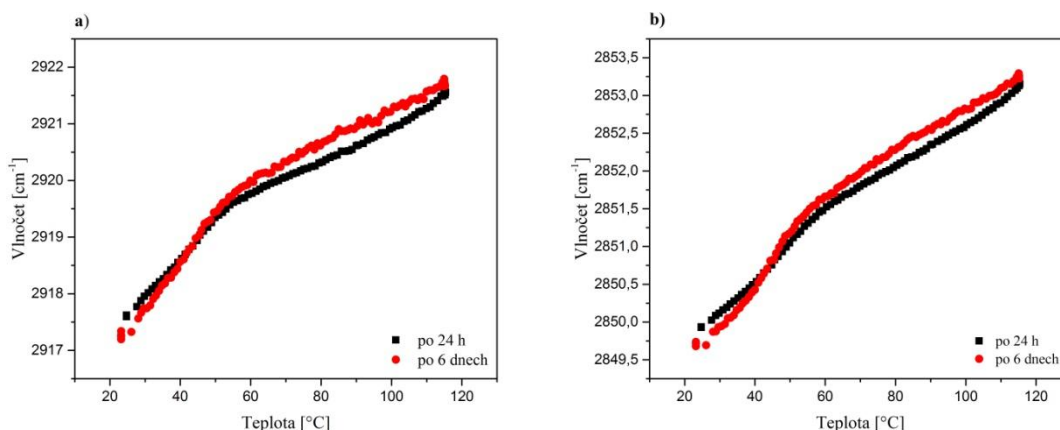 a)
2922
2921
2920
2919
2918
2917
Vlnočet [cm⁻¹]
20
40
60
80
100
120
Teplota [°C]
po 24 h
po 6 dnech
b)
2853,5
2853,0
2852,5
2852,0
2851,5
2851,0
2850,5
2850,0
2849,5
Vlnočet [cm⁻¹]
20
40
60
80
100
120
Teplota [°C]
po 24 h
po 6 dnech